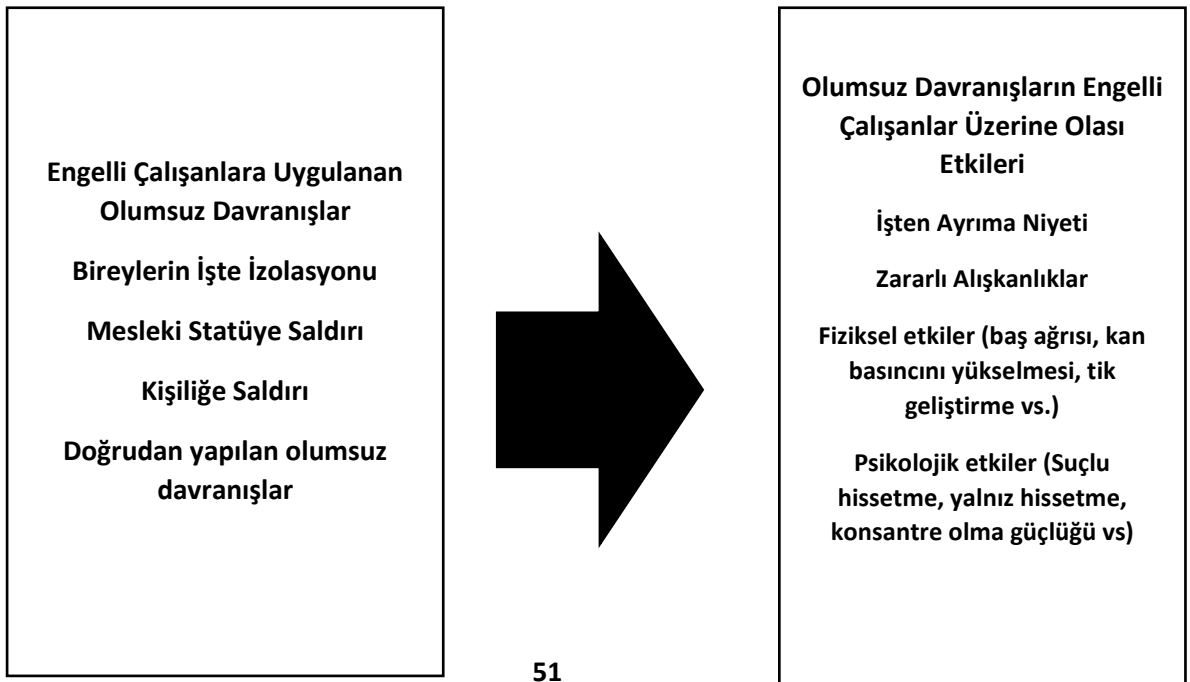 Engelli Çalışanlara Uygulanan
Olumsuz Davranışlar
Bireylerin İşte İzolasyonu
Mesleki Statüye Saldırı
Kişiliğe Saldırı
Doğrudan yapılan olumsuz
davranışlar
Olumsuz Davranışların Engelli
Çalışanlar Üzerine Olası
Etkileri
İşten Ayrıma Niyeti
Zararlı Alışkanlıklar
Fiziksel etkiler (baş ağrısı, kan
basıncını yükselmesi, tik
geliştirme vs.)
Psikolojik etkiler (Suçlu
hissetme, yalnız hissetme,
konsantre olma güçlüğü vs)
51